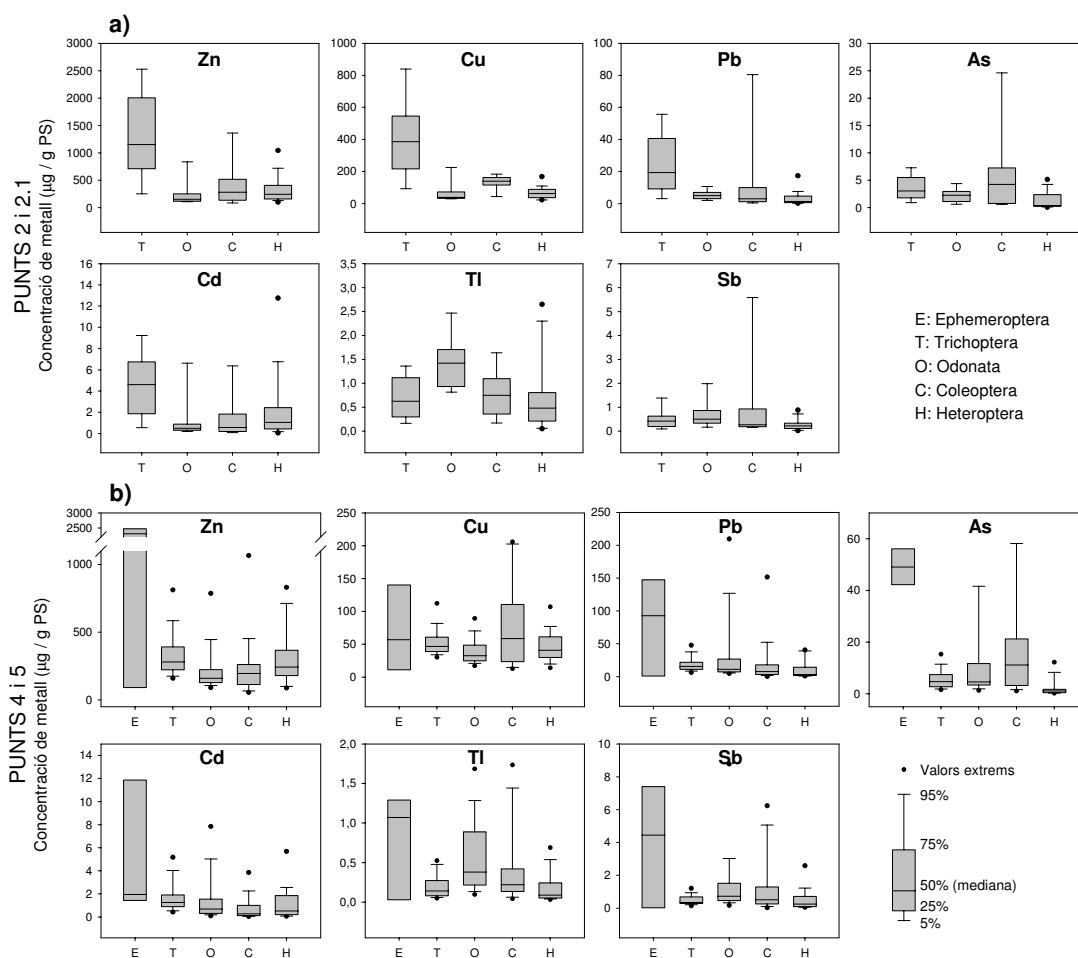 a)
PUNTS 2 i 2.1
Concentració de metall (µg / g PS)
Zn
3000
2500
2000
1500
1000
500
0
T O C H
Cu
1000
800
600
400
200
0
T O C H
Pb
100
80
60
40
20
0
T O C H
As
30
25
20
15
10
5
0
T O C H
Cd
16
14
12
10
8
6
4
2
0
T O C H
Tl
3,5
3,0
2,5
2,0
1,5
1,0
0,5
0,0
T O C H
Sb
7
6
5
4
3
2
1
0
T O C H
E: Ephemeroptera
T: Trichoptera
O: Odonata
C: Coleoptera
H: Heteroptera
b)
PUNTS 4 i 5
Concentració de metall (µg / g PS)
Zn
3000
2500
1000
500
0
E T O C H
Cu
250
200
150
100
50
0
E T O C H
Pb
250
200
150
100
50
0
E T O C H
As
60
40
20
0
E T O C H
Cd
14
12
10
8
6
4
2
0
E T O C H
Tl
2,0
1,5
1,0
0,5
0,0
E T O C H
Sb
10
8
6
4
2
0
E T O C H
Valors extrems
95%
75%
50% (mediana)
25%
5%